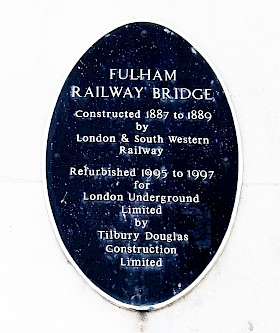 FULHAM
RAILWAY BRIDGE
Constructed 1887 to 1889
by
London & South Western
Railway
Refurbished 1995 to 1997
for
London Underground
Limited
by
Tilbury Douglas
Construction
Limited